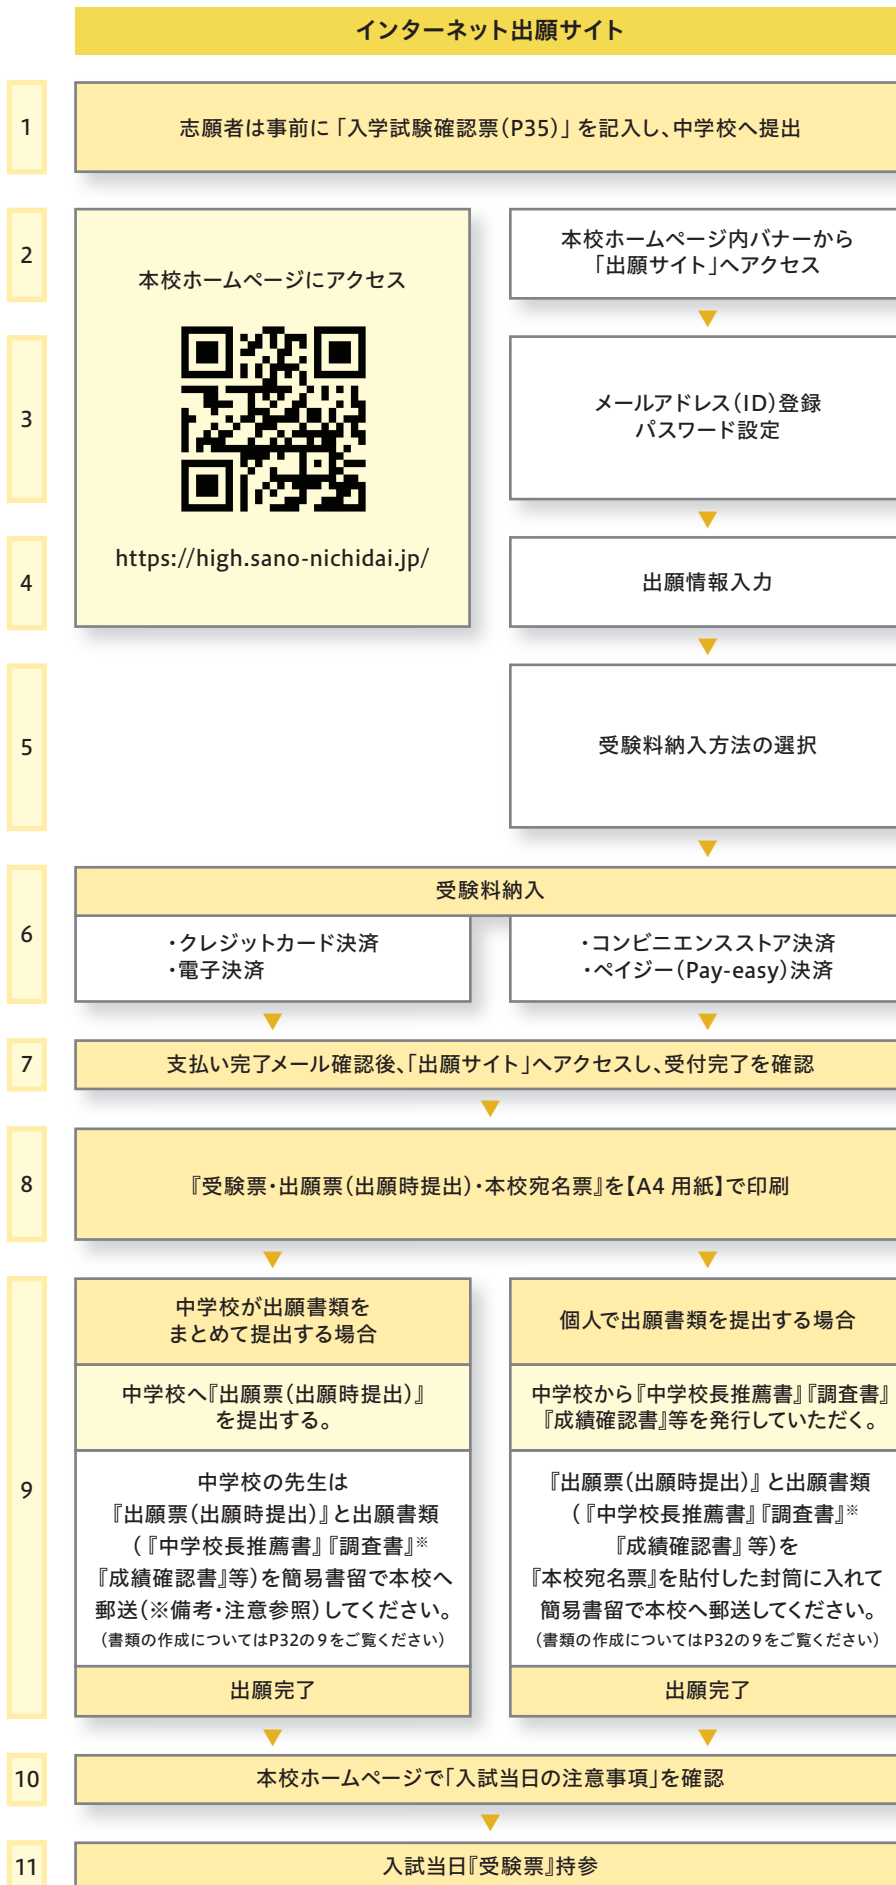 インターネット出願サイト
1
志願者は事前に「入学試験確認票(P35)」を記入し、中学校へ提出
2
本校ホームページにアクセス
https://high.sano-nichidai.jp/
本校ホームページ内バナーから
「出願サイト」へアクセス
3
メールアドレス(ID)登録
パスワード設定
4
出願情報入力
5
受験料納入方法の選択
6
受験料納入
・クレジットカード決済
・電子決済
・コンビニエンスストア決済
・ペイジー(Pay-easy)決済
7
支払い完了メール確認後、「出願サイト」へアクセスし、受付完了を確認
8
『受験票・出願票(出願時提出)・本校宛名票』を【A4 用紙】で印刷
9
中学校が出願書類を
まとめて提出する場合
中学校へ『出願票(出願時提出)』
を提出する。
中学校の先生は
『出願票(出願時提出)』と出願書類
(『中学校長推薦書』『調査書』※
『成績確認書』等)を簡易書留で本校へ
郵送(※備考・注意参照)してください。
(書類の作成についてはP32の9をご覧ください)
出願完了
個人で出願書類を提出する場合
中学校から『中学校長推薦書』『調査書』
『成績確認書』等を発行していただく。
『出願票(出願時提出)』と出願書類
(『中学校長推薦書』『調査書』※
『成績確認書』等)を
『本校宛名票』を貼付した封筒に入れて
簡易書留で本校へ郵送してください。
(書類の作成についてはP32の9をご覧ください)
出願完了
10
本校ホームページで「入試当日の注意事項」を確認
11
入試当日『受験票』持参